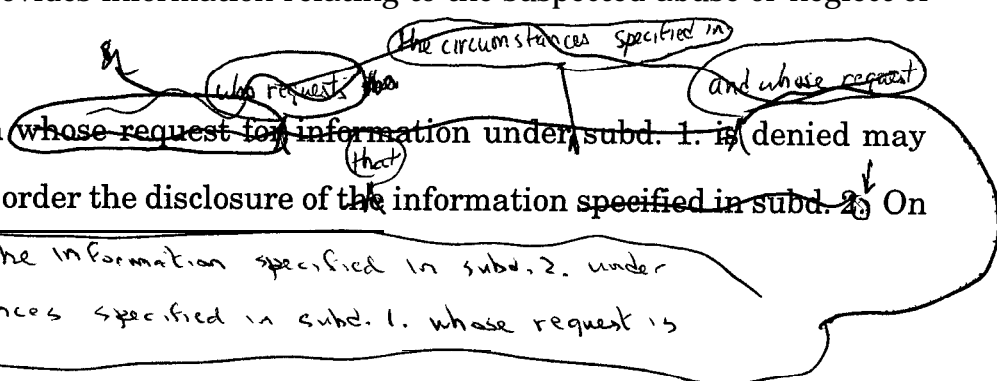 ovides information relating to the suspected abuse or neglect of
the circumstances specified in
who requests
and whose request
whose request for information under subd. 1. is denied may
that
order the disclosure of the information specified in subd. 2. On
he information specified in subd. 2. under
nces specified in subd. 1. whose request is